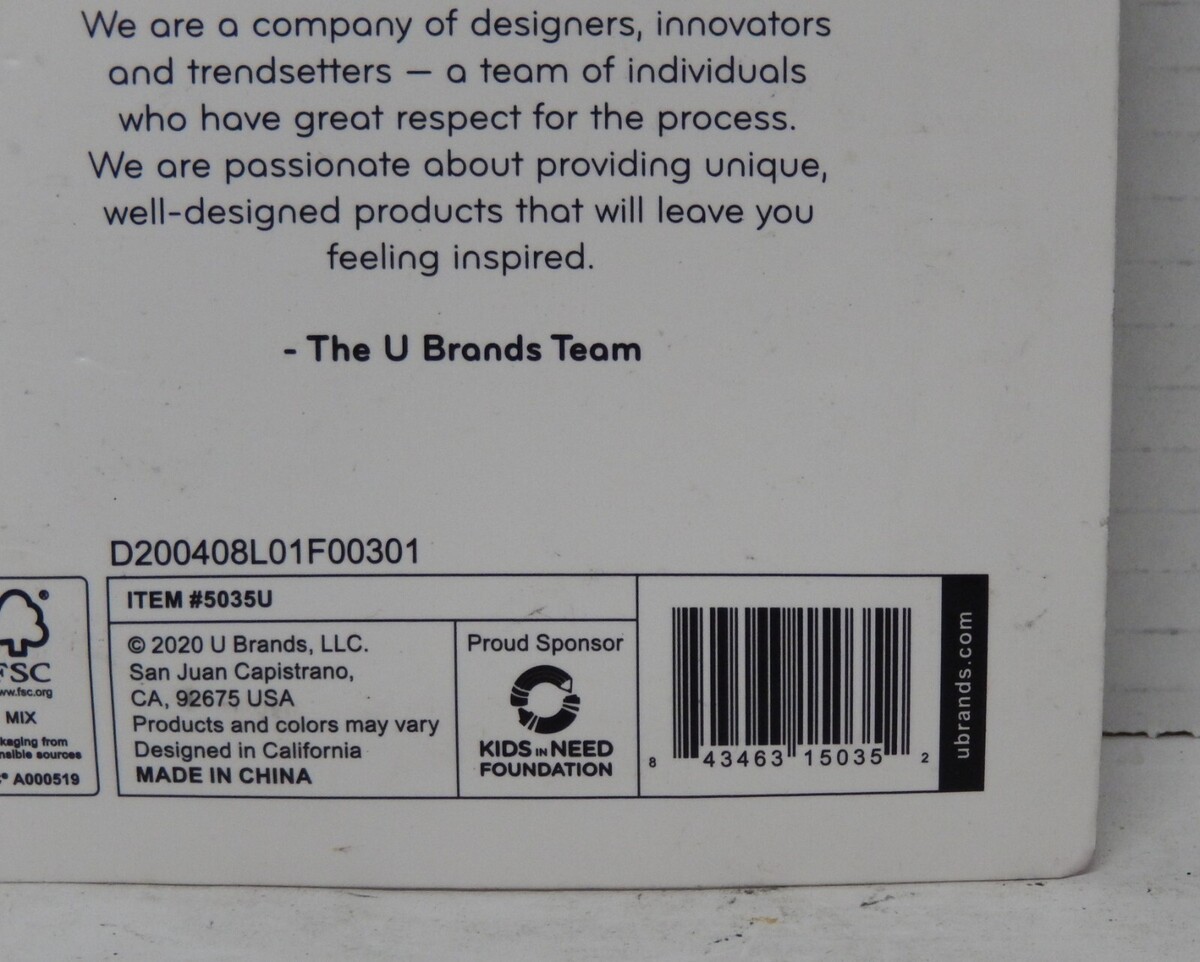 We are a company of designers, innovators
and trendsetters — a team of individuals
who have great respect for the process.
We are passionate about providing unique,
well-designed products that will leave you
feeling inspired.
- The U Brands Team
D200408L01F00301
FSC
www.fsc.org
MIX
from
sources
A000519
ITEM #5035U
© 2020 U Brands, LLC.
San Juan Capistrano,
CA, 92675 USA
Products and colors may vary
Designed in California
MADE IN CHINA
Proud Sponsor
KIDS IN NEED
FOUNDATION
8 43463 15035 2
ubrands.com